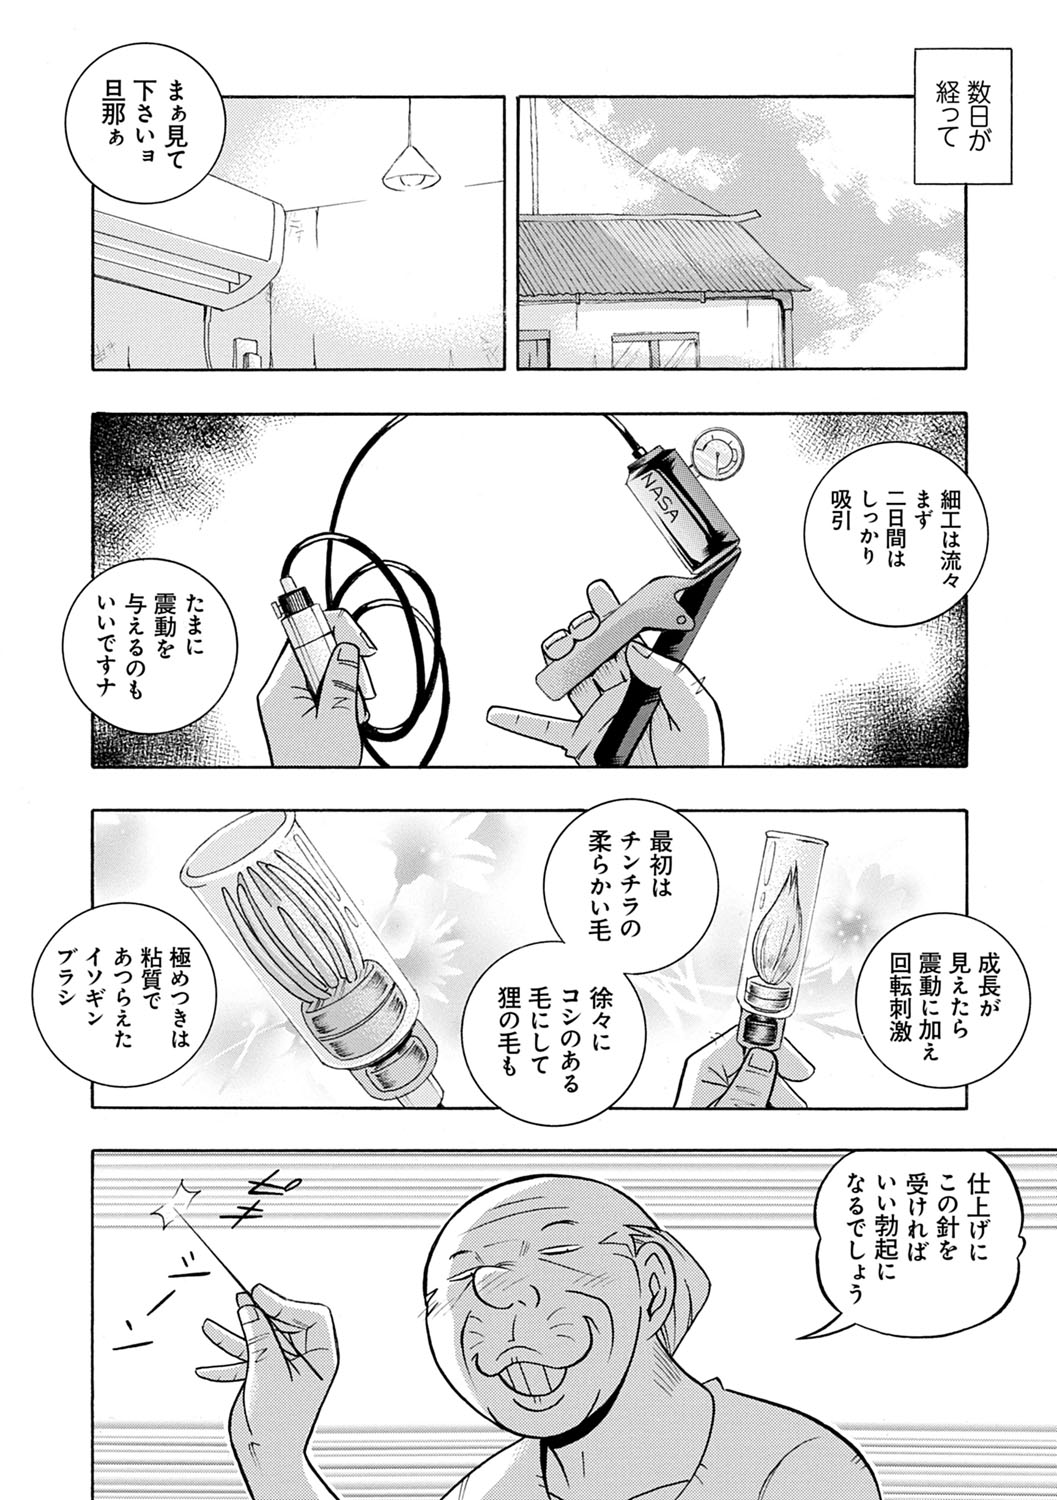 数日が
経って
まぁ見て
下さいョ
旦那ぁ
細工は流々
まず
二日間は
しっかり
吸引
NASA
たまに
震動を
与えるのも
いいですナ
成長が
見えたら
震動に加え
回転刺激
最初は
チンチラの
柔らかい毛
徐々に
コシのある
毛にして
狸の毛も
極めつきは
粘質で
あつらえた
イソギン
ブラシ
仕上げに
この針を
受ければ
いい勃起に
なるでしょう
ビーン